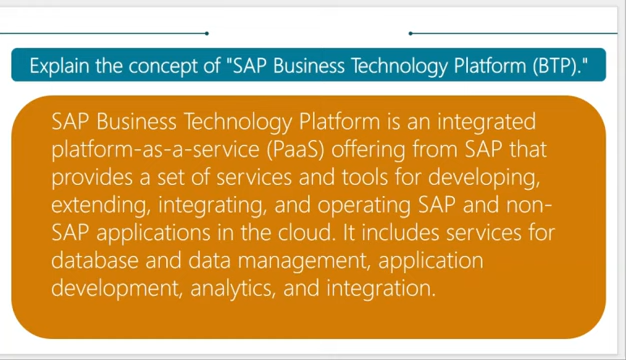 Explain the concept of "SAP Business Technology Platform (BTP)."
SAP Business Technology Platform is an integrated
platform-as-a-service (PaaS) offering from SAP that
provides a set of services and tools for developing,
extending, integrating, and operating SAP and non-
SAP applications in the cloud. It includes services for
database and data management, application
development, analytics, and integration.